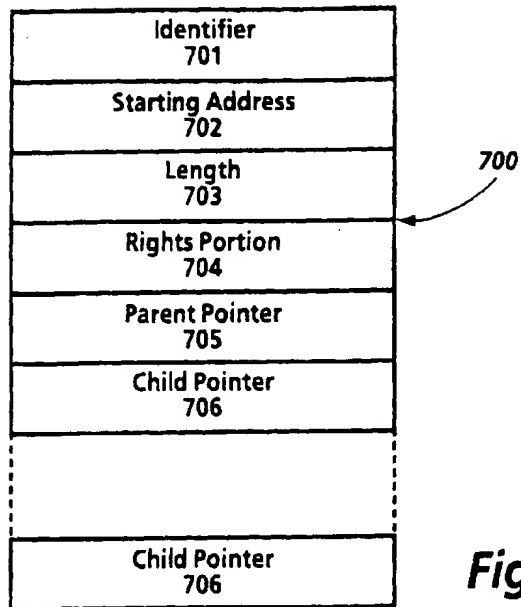 Identifier
701
Starting Address
702
Length
703
700
Rights Portion
704
Parent Pointer
705
Child Pointer
706
Child Pointer
706
Fig